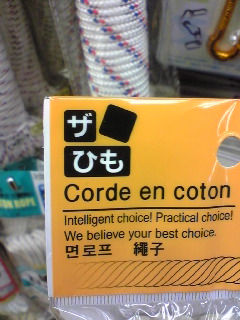 ザ
ひも
Corde en coton
Intelligent choice! Practical choice!
We believe your best choice.
면로프 繩子